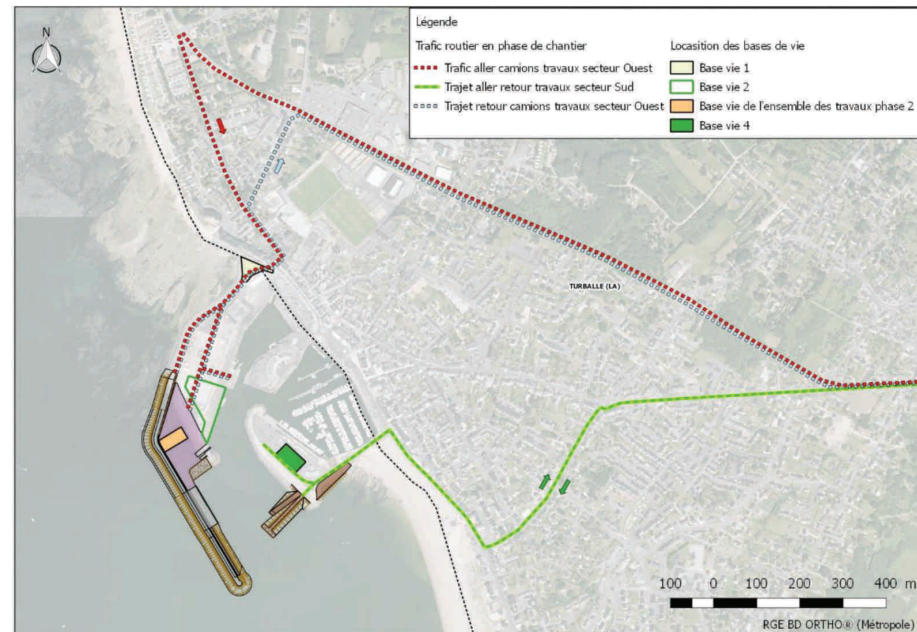 N
Légende
Trafic routier en phase de chantier
Trafic aller camions travaux secteur Ouest
Trajet aller retour travaux secteur Sud
Trajet retour camions travaux secteur Ouest
Locasition des bases de vie
Base vie 1
Base vie 2
Base vie de l'ensemble des travaux phase 2
Base vie 4
TURBALLE (LA)
100 0 100 200 300 400 m
RGE BD ORTHO® (Métropole)